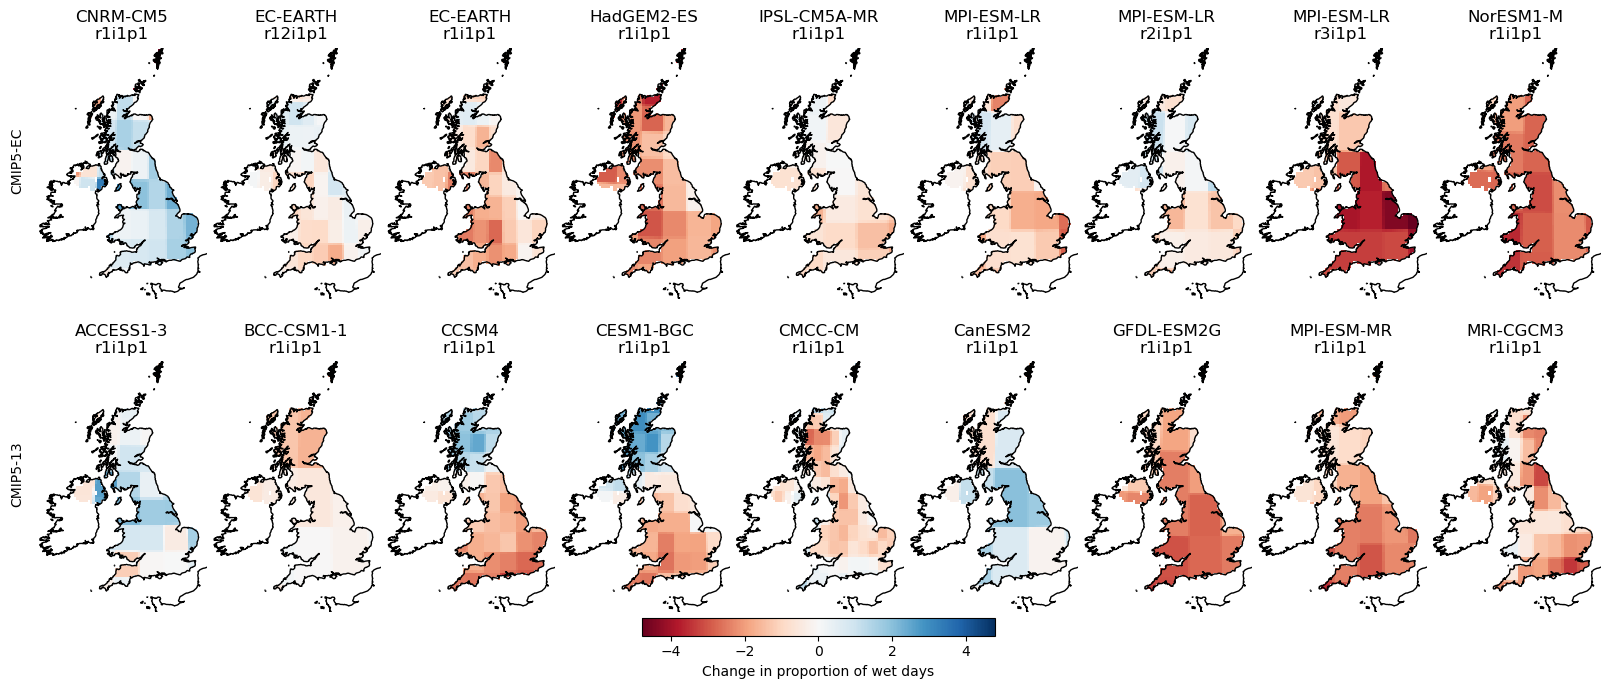 CNRM-CM5
r1i1p1
EC-EARTH
r12i1p1
EC-EARTH
r1i1p1
HadGEM2-ES
r1i1p1
IPSL-CM5A-MR
r1i1p1
MPI-ESM-LR
r1i1p1
MPI-ESM-LR
r2i1p1
MPI-ESM-LR
r3i1p1
NorESM1-M
r1i1p1
CMIP5-EC
ACCESS1-3
r1i1p1
BCC-CSM1-1
r1i1p1
CCSM4
r1i1p1
CESM1-BGC
r1i1p1
CMCC-CM
r1i1p1
CanESM2
r1i1p1
GFDL-ESM2G
r1i1p1
MPI-ESM-MR
r1i1p1
MRI-CGCM3
r1i1p1
CMIP5-13
−4 −2 0 2 4
Change in proportion of wet days